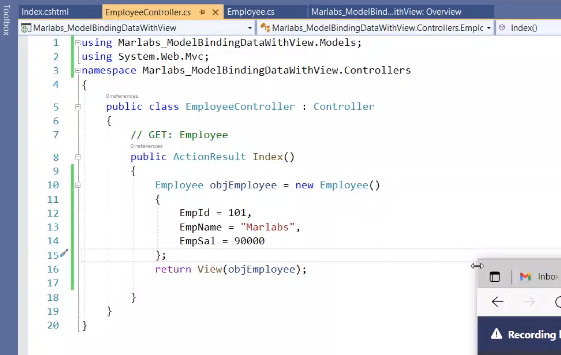 Toolbox
Index.cshtml
EmployeeController.cs
Employee.cs
Marlabs_ModelBind...ithView: Overview
Marlabs_ModelBindingDataWithView
Marlabs_ModelBindingDataWithView.Controllers.Emplo
Index()
1 using Marlabs_ModelBindingDataWithView.Models;
2 using System.Web.Mvc;
3 namespace Marlabs_ModelBindingDataWithView.Controllers
4 {
0 references
5 public class EmployeeController : Controller
6 {
7 // GET: Employee
0 references
8 public ActionResult Index()
9 {
10 Employee objEmployee = new Employee()
11 {
12 EmpId = 101,
13 EmpName = "Marlabs",
14 EmpSal = 90000
15 };
16 return View(objEmployee);
17
18 }
19 }
20 }
Inbo
Recording